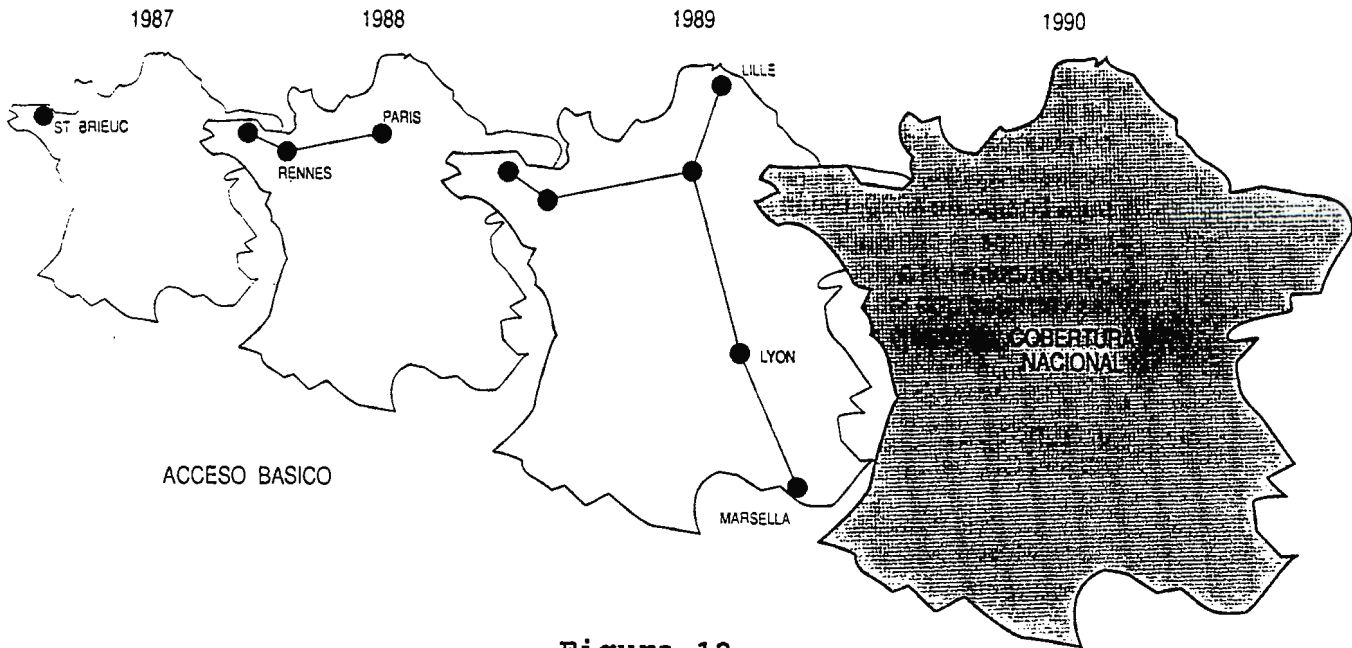 1987
1988
1989
1990
ST BRIEUC
PARIS
RENNES
LILLE
LYON
MARSELLA
COBERTURA
NACIONAL
ACCESO BASICO